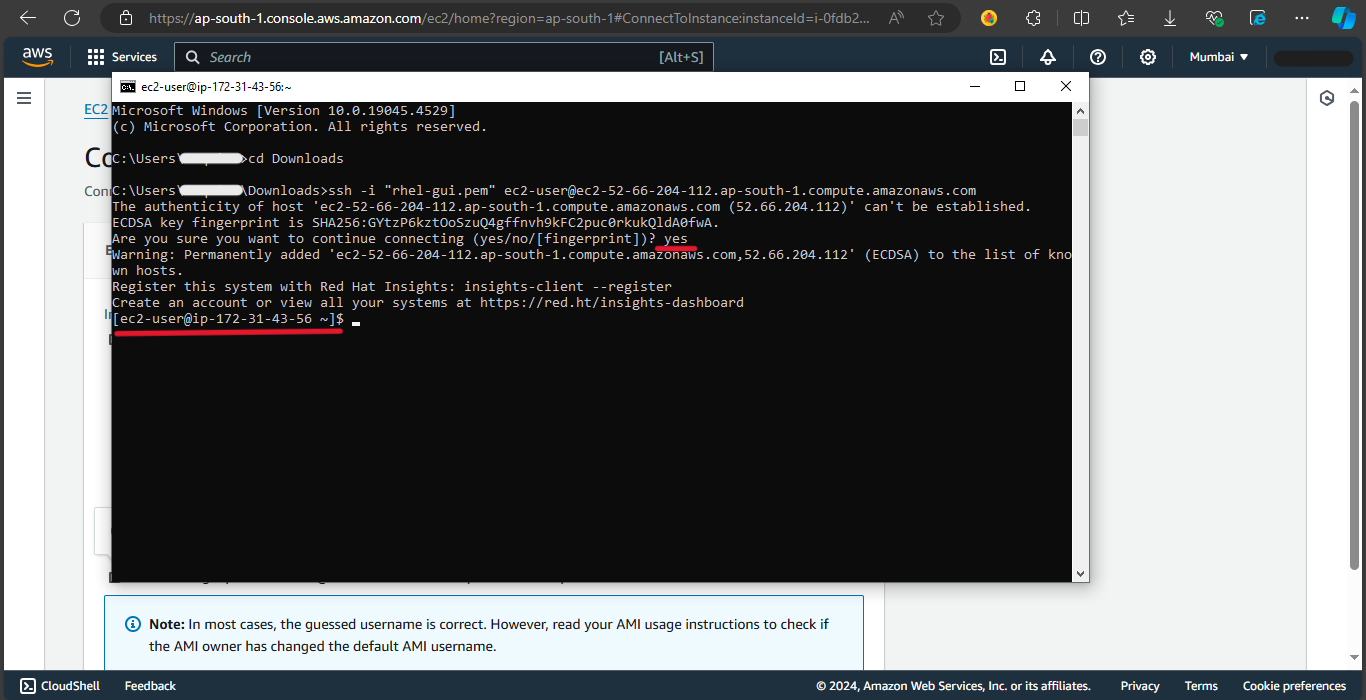 https://ap-south-1.console.aws.amazon.com/ec2/home?region=ap-south-1#ConnectToInstance:instanceId=i-0fdb2...
aws
Services
Search
[Alt+S]
Mumbai
EC2
ec2-user@ip-172-31-43-56:~
Microsoft Windows [Version 10.0.19045.4529]
(c) Microsoft Corporation. All rights reserved.
C:\Users\ >cd Downloads
C:\Users\ \Downloads>ssh -i "rhel-gui.pem" ec2-user@ec2-52-66-204-112.ap-south-1.compute.amazonaws.com
The authenticity of host 'ec2-52-66-204-112.ap-south-1.compute.amazonaws.com (52.66.204.112)' can't be established.
ECDSA key fingerprint is SHA256:GYtzP6kztOoSzuQ4gffnvh9kFC2puc0rkukQldA0fwA.
Are you sure you want to continue connecting (yes/no/[fingerprint])? yes
Warning: Permanently added 'ec2-52-66-204-112.ap-south-1.compute.amazonaws.com,52.66.204.112' (ECDSA) to the list of kno
wn hosts.
Register this system with Red Hat Insights: insights-client --register
Create an account or view all your systems at https://red.ht/insights-dashboard
[ec2-user@ip-172-31-43-56 ~]$
Note: In most cases, the guessed username is correct. However, read your AMI usage instructions to check if
the AMI owner has changed the default AMI username.
CloudShell
Feedback
© 2024, Amazon Web Services, Inc. or its affiliates.
Privacy
Terms
Cookie preferences